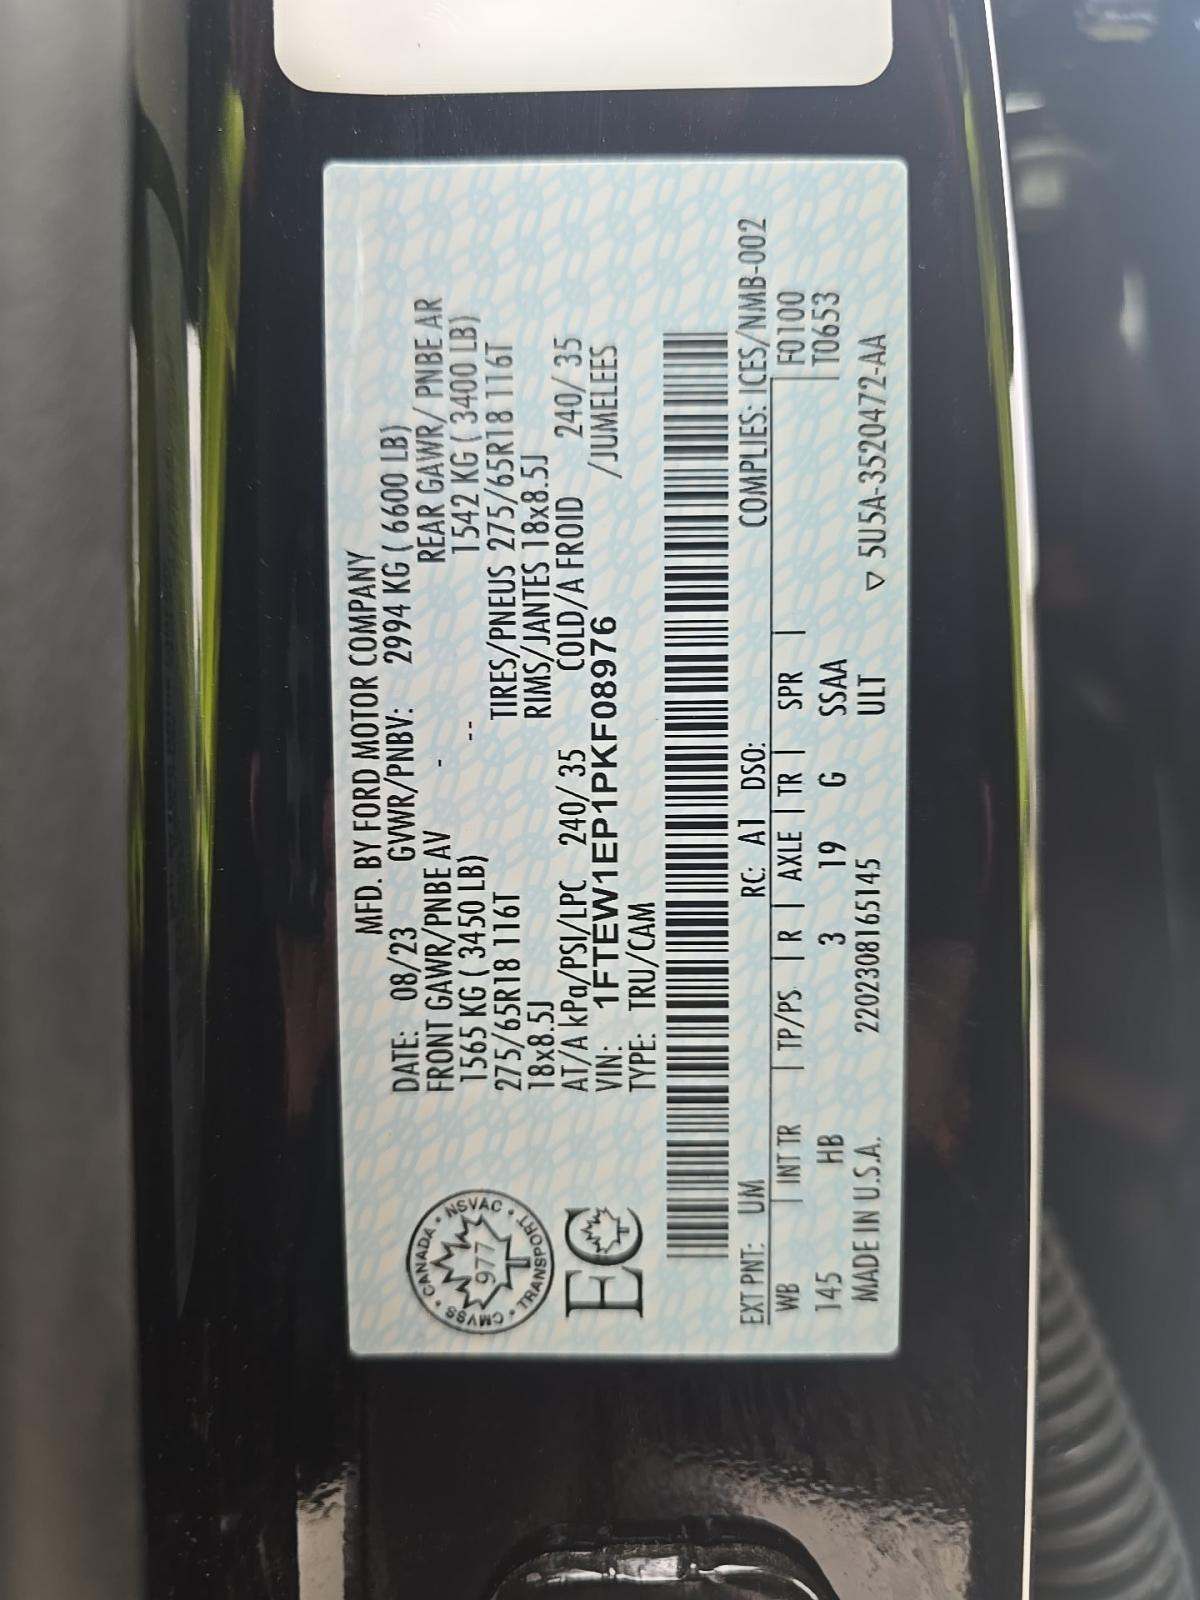 MFD. BY FORD MOTOR COMPANY
DATE: 08/23 GVWR/PNBV: 2994 KG ( 6600 LB)
FRONT GAWR/PNBE AV - REAR GAWR/ PNBE AR
1565 KG ( 3450 LB) -- 1542 KG ( 3400 LB)
275/65R18 116T TIRES/PNEUS 275/65R18 116T
18x8.5J RIMS/JANTES 18x8.5J
AT/A kPa/PSI/LPC 240/ 35 COLD/A FROID 240/ 35
VIN: 1FTEW1EP1PKF08976 /JUMELEES
TYPE: TRU/CAM
CANADA • NSVAC • TRANSPORT • CMVSS •
977
EC
RC: A1 DSO: COMPLIES: ICES/NMB-002
EXT PNT: UM F0100
WB | INT TR | TP/PS | R | AXLE | TR | SPR | T0653
145 HB 3 19 G SSAA
MADE IN U.S.A. 2202308165145 ULT ▽ 5U5A-3520472-AA